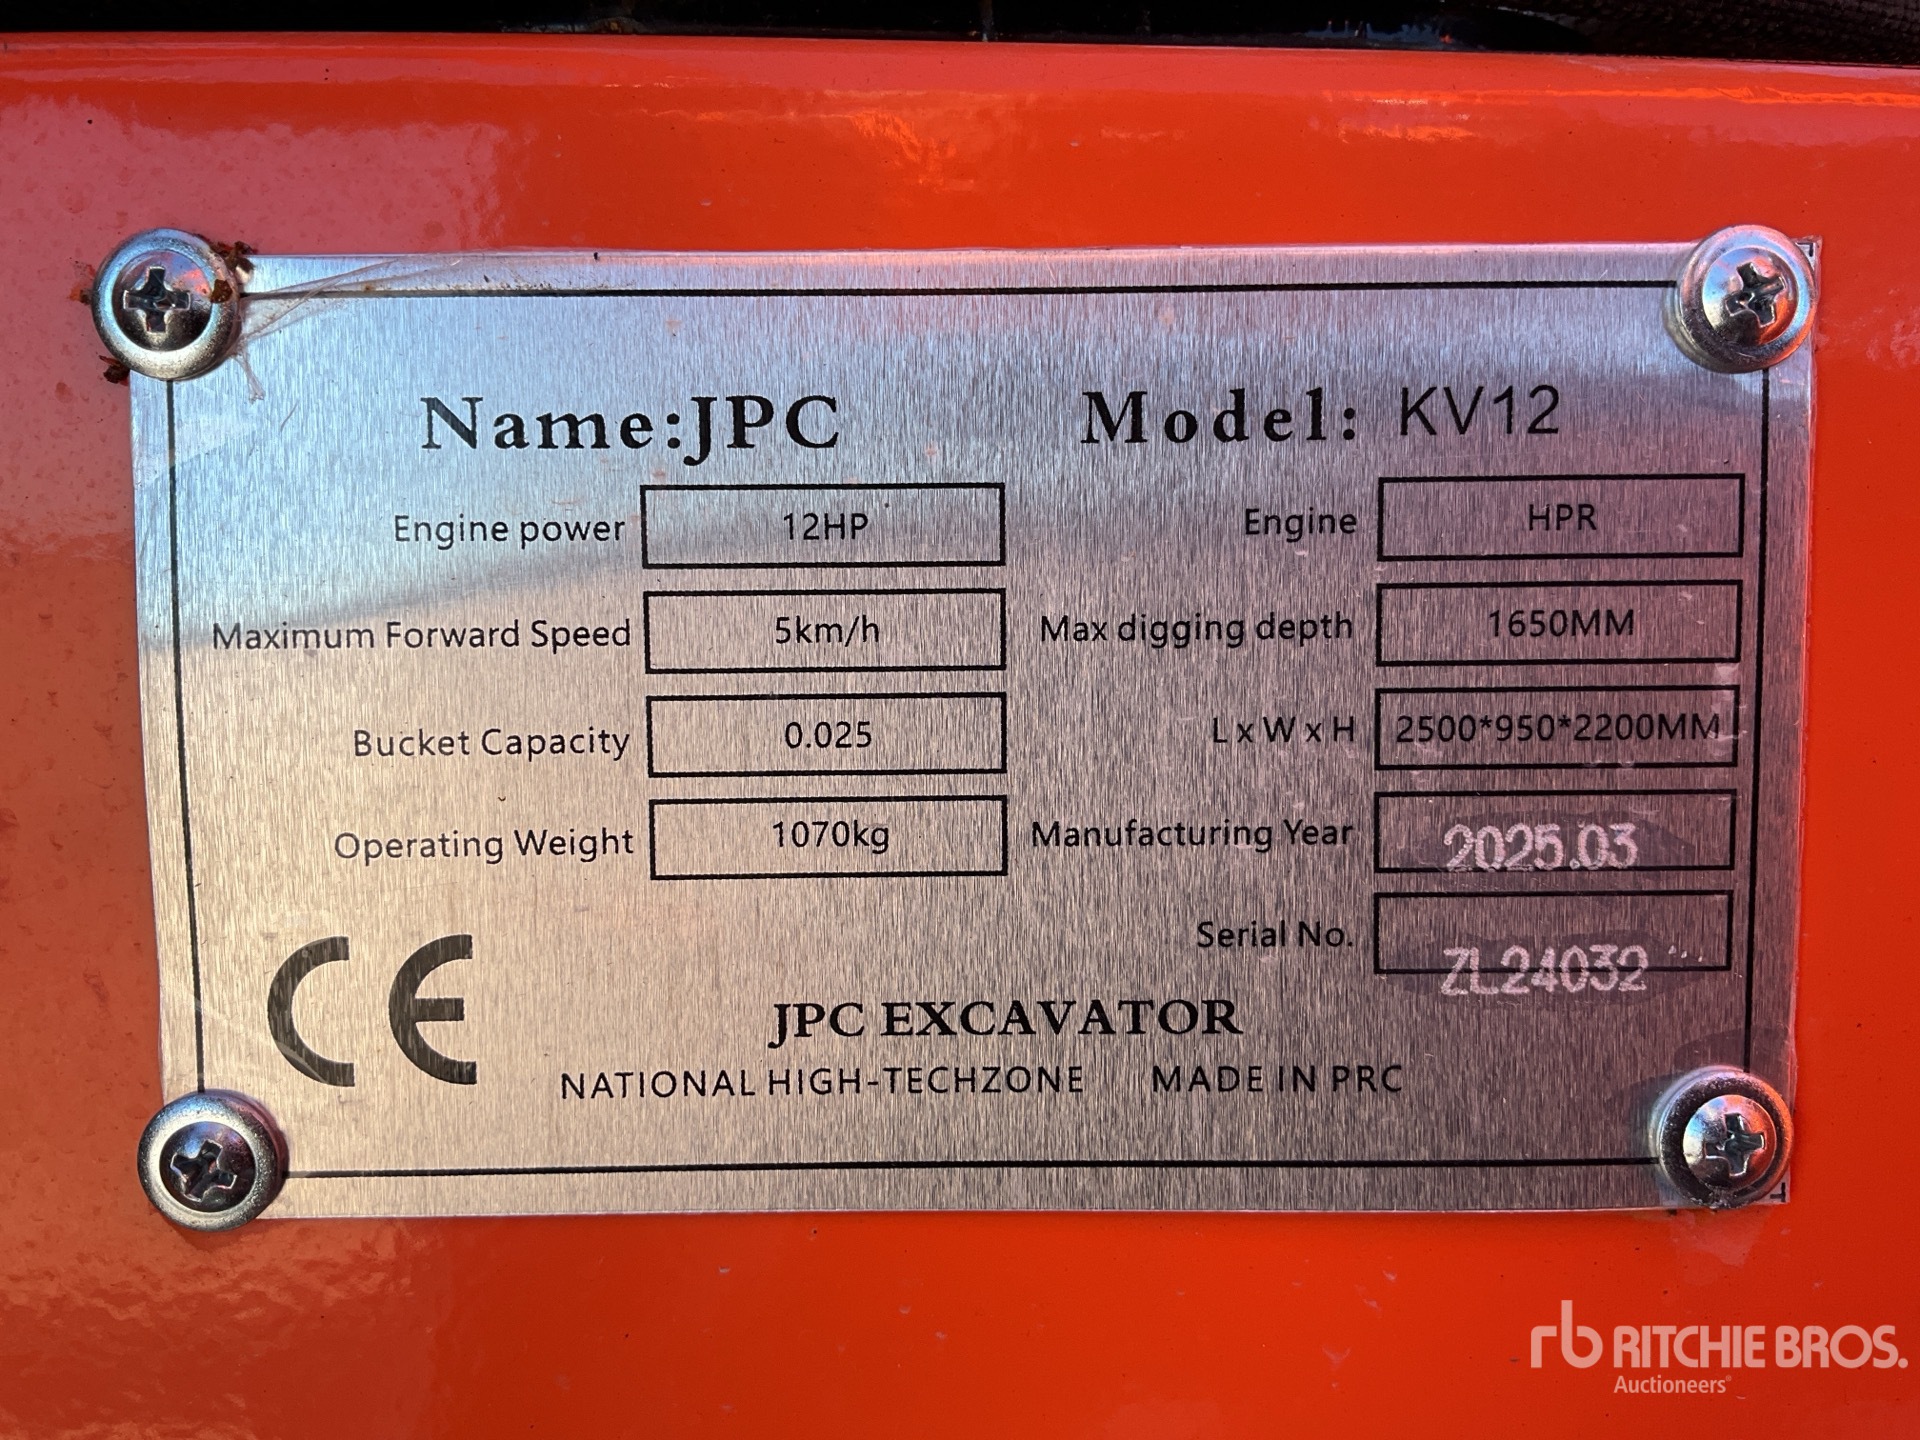 Name:JPC Model: KV12
Engine power 12HP Engine HPR
Maximum Forward Speed 5km/h Max digging depth 1650MM
Bucket Capacity 0.025 L x W x H 2500*950*2200MM
Operating Weight 1070kg Manufacturing Year 2025.03
Serial No. ZL24032
CE
JPC EXCAVATOR
NATIONAL HIGH-TECHZONE MADE IN PRC
rb RITCHIE BROS.
Auctioneers